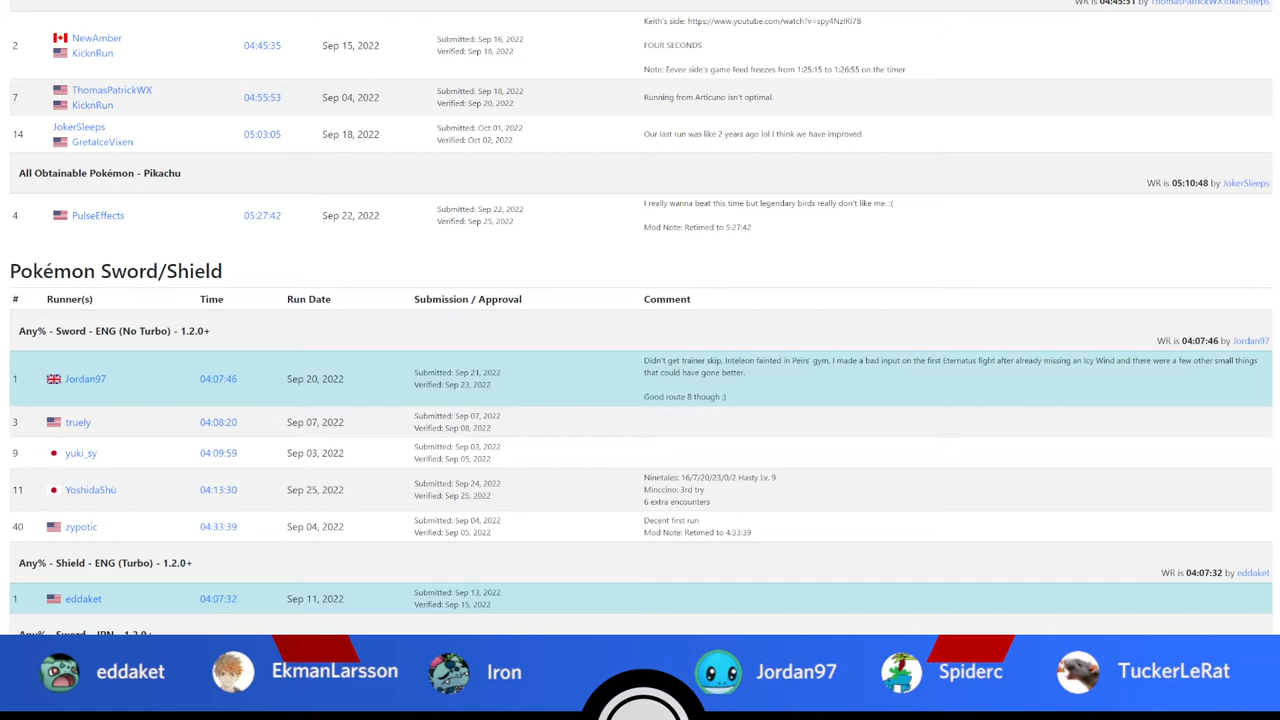 WR is 04:45:31 by ThomasPatrickWXJokerSleeps
Keith's side: https://www.youtube.com/watch?v=spy4NzIRI78
2 NewAmber 04:45:35 Sep 15, 2022 Submitted: Sep 16, 2022
KicknRun Verified: Sep 18, 2022
FOUR SECONDS
Note: Eevee side's game feed freezes from 1:25:15 to 1:26:55 on the timer
7 ThomasPatrickWX 04:55:53 Sep 04, 2022 Submitted: Sep 18, 2022 Running from Articuno isn't optimal.
KicknRun Verified: Sep 20, 2022
14 JokerSleeps 05:03:05 Sep 18, 2022 Submitted: Oct 01, 2022 Our last run was like 2 years ago lol I think we have improved
GretaIceVixen Verified: Oct 02, 2022
All Obtainable Pokémon - Pikachu
WR is 05:10:48 by JokerSleeps
4 PulseEffects 05:27:42 Sep 22, 2022 Submitted: Sep 22, 2022 I really wanna beat this time but legendary birds really don't like me. :(
Verified: Sep 25, 2022 Mod Note: Retimed to 5:27:42
Pokémon Sword/Shield
# Runner(s) Time Run Date Submission / Approval Comment
Any% - Sword - ENG (No Turbo) - 1.2.0+
WR is 04:07:46 by Jordan97
Didn't get trainer skip, Inteleon fainted in Peirs' gym, I made a bad input on the first Eternatus fight after already missing an Icy Wind and there were a few other small things
1 Jordan97 04:07:46 Sep 20, 2022 Submitted: Sep 21, 2022 that could have gone better.
Verified: Sep 23, 2022
Good route 8 though :)
3 truely 04:08:20 Sep 07, 2022 Submitted: Sep 07, 2022
Verified: Sep 08, 2022
9 yuki_sy 04:09:59 Sep 03, 2022 Submitted: Sep 03, 2022
Verified: Sep 05, 2022
11 YoshidaShü 04:13:30 Sep 25, 2022 Submitted: Sep 24, 2022 Ninetales: 16/7/20/23/0/2 Hasty Lv. 9
Verified: Sep 25, 2022 Minccino: 3rd try
6 extra encounters
40 zypotic 04:33:39 Sep 04, 2022 Submitted: Sep 04, 2022 Decent first run
Verified: Sep 05, 2022 Mod Note: Retimed to 4:33:39
Any% - Shield - ENG (Turbo) - 1.2.0+
WR is 04:07:32 by eddaket
1 eddaket 04:07:32 Sep 11, 2022 Submitted: Sep 13, 2022
Verified: Sep 15, 2022
Any% - Sword - JPN - 1.2.0+
eddaket EkmanLarsson Iron Jordan97 Spiderc TuckerLeRat